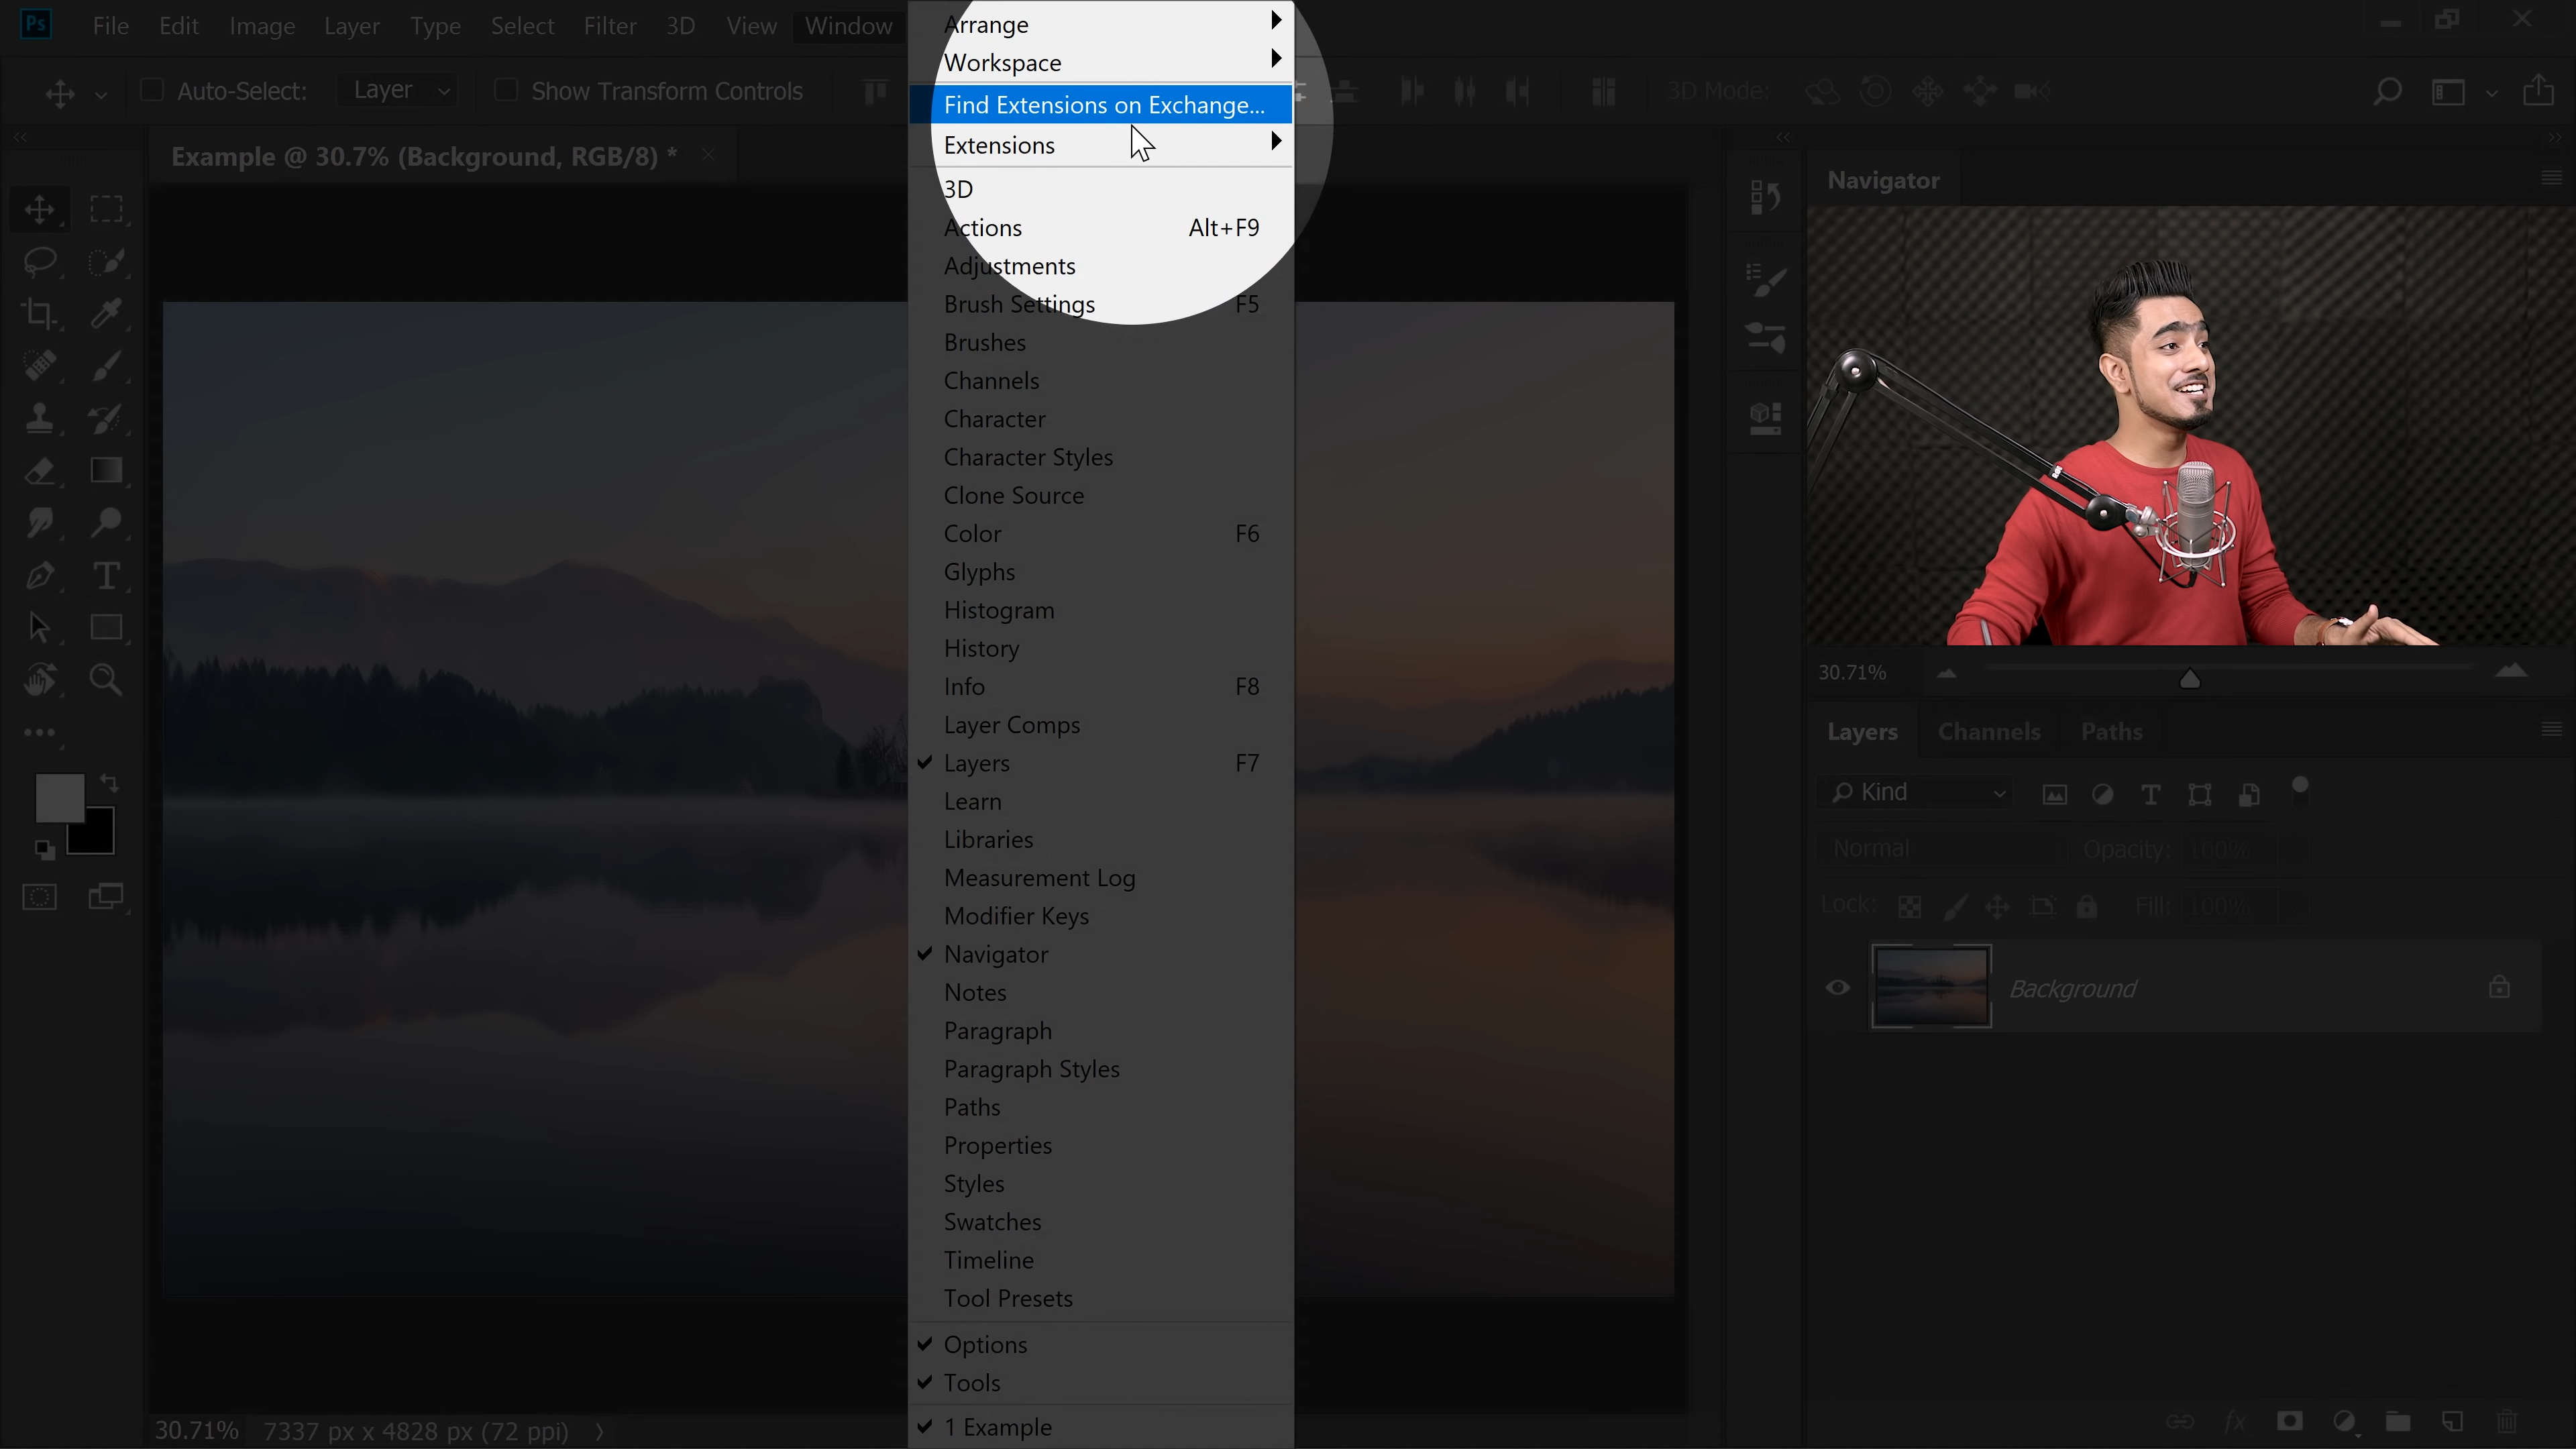 Ps
File Edit Image Layer Type Select Filter 3D View Window
Auto-Select: Layer Show Transform Controls
3D Mode:
Example @ 30.7% (Background, RGB/8) *
Arrange
Workspace
Find Extensions on Exchange...
Extensions
3D
Actions Alt+F9
Adjustments
Brush Settings F5
Brushes
Channels
Character
Character Styles
Clone Source
Color F6
Glyphs
Histogram
History
Info F8
Layer Comps
Layers F7
Learn
Libraries
Measurement Log
Modifier Keys
Navigator
Notes
Paragraph
Paragraph Styles
Paths
Properties
Styles
Swatches
Timeline
Tool Presets
Options
Tools
1 Example
Navigator
30.71%
Layers Channels Paths
Kind
Normal Opacity: 100%
Lock: Fill: 100%
Background
fx
30.71% 7337 px x 4828 px (72 ppi)